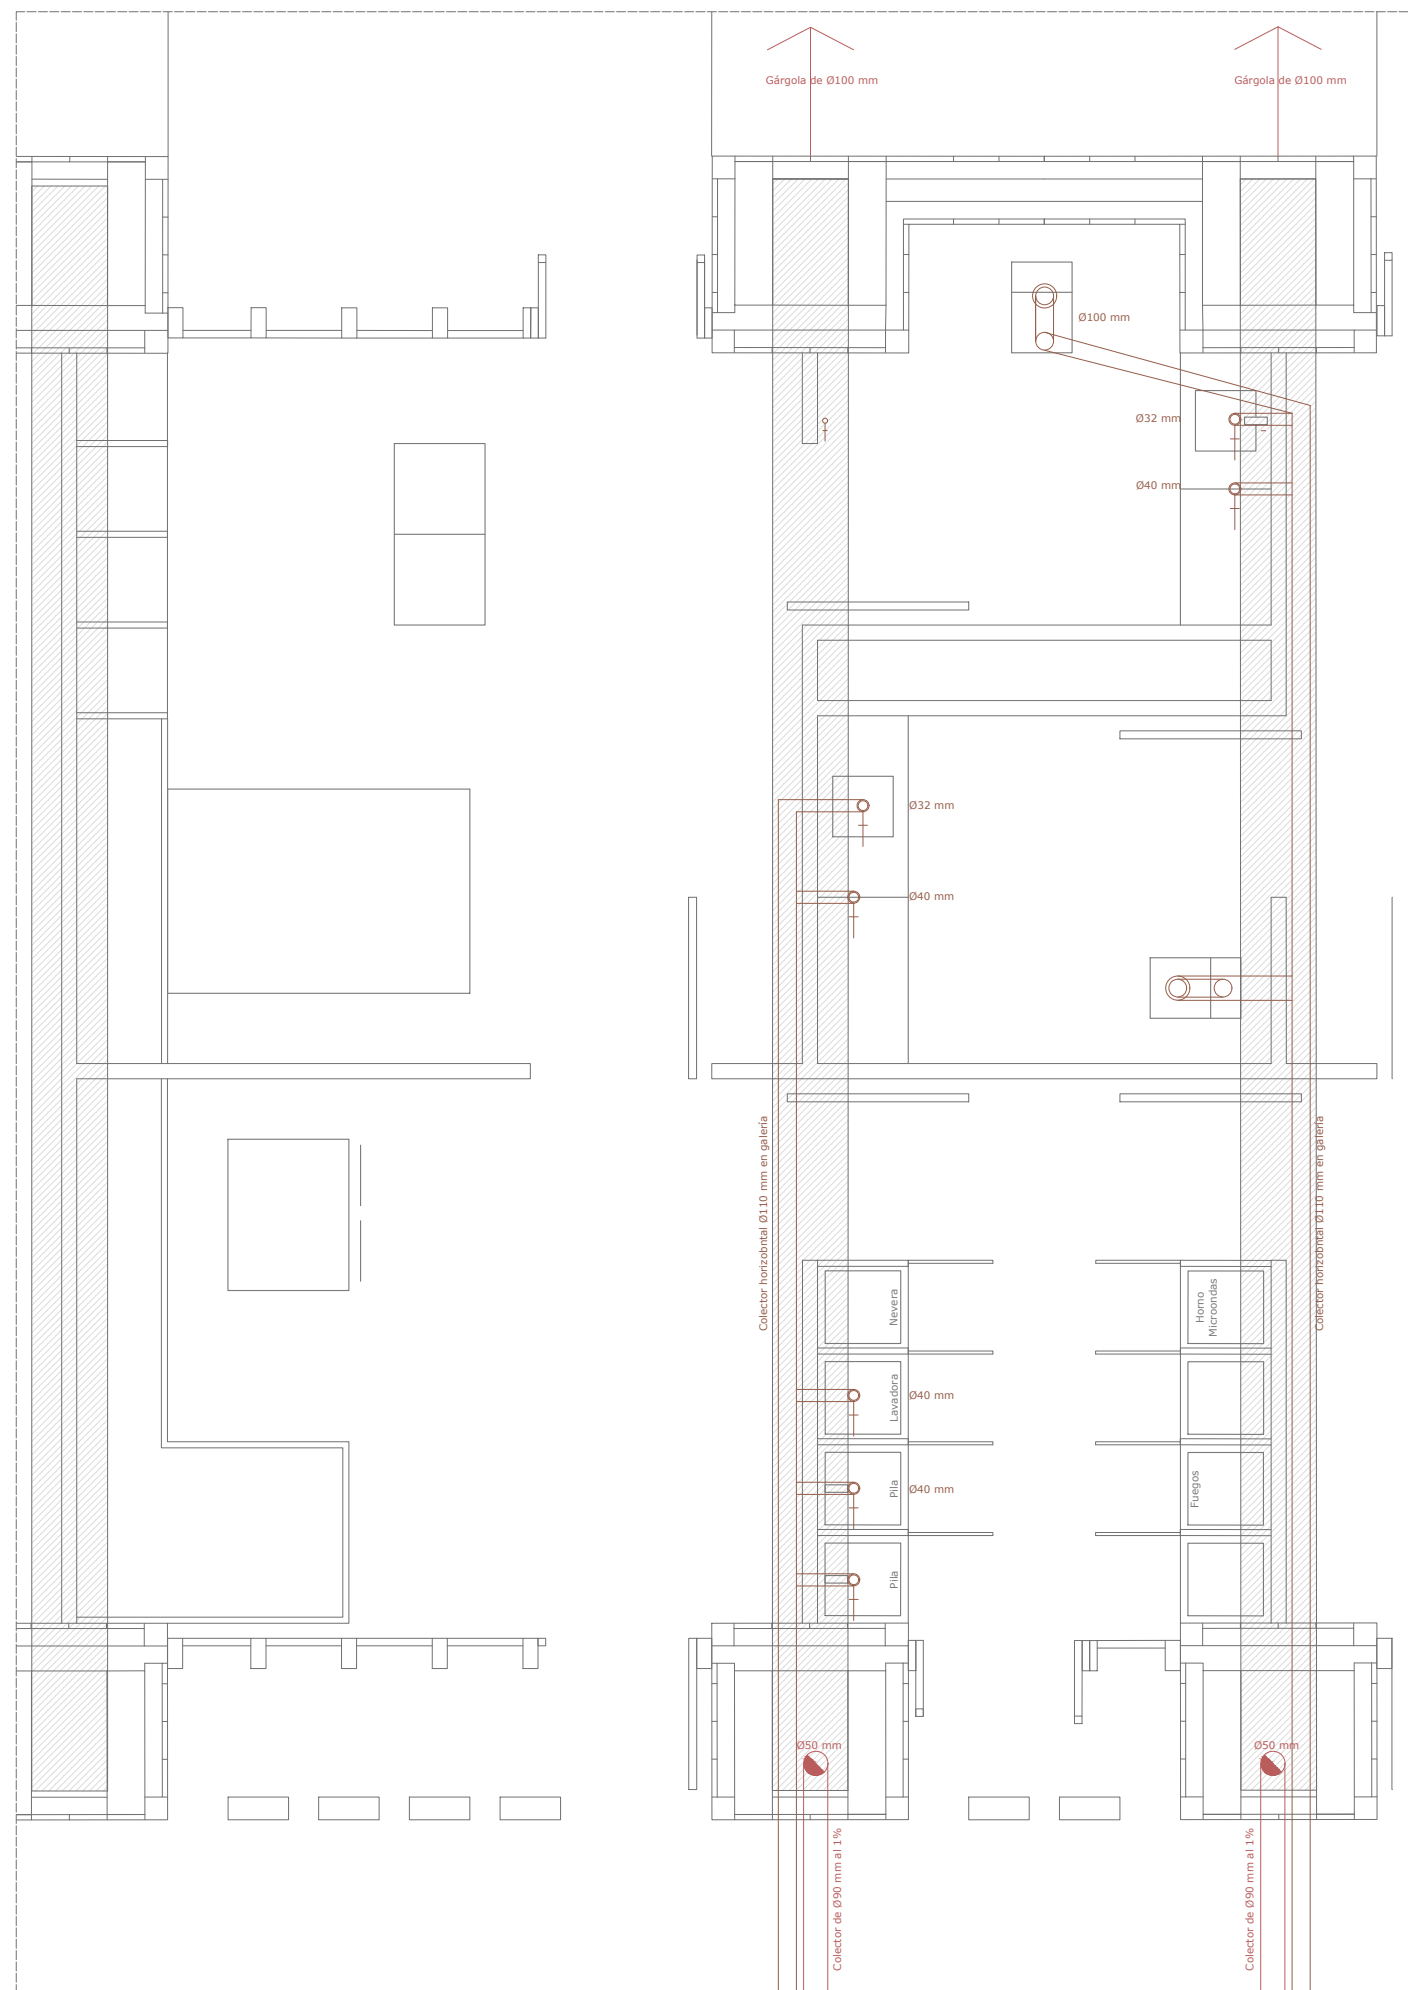 Gárgola de Ø100 mm
Gárgola de Ø100 mm
Ø100 mm
Ø32 mm
Ø40 mm
Ø32 mm
Ø40 mm
Colector horizobntal Ø110 mm en galería
Colector horizobntal Ø110 mm en galería
Nevera
Horno
Microondas
Lavadora
Ø40 mm
Pila
Ø40 mm
Fuegos
Pila
Ø50 mm
Ø50 mm
Colector de Ø90 mm al 1%
Colector de Ø90 mm al 1%